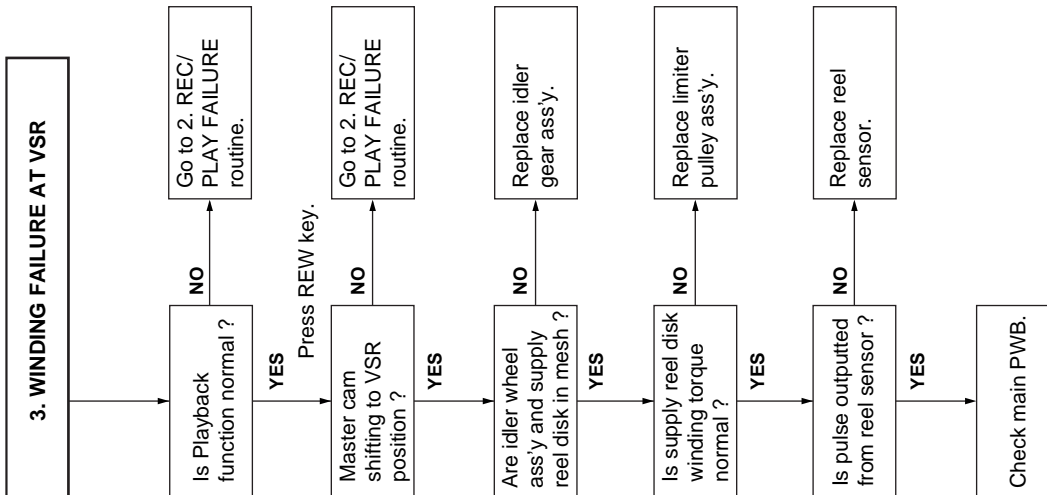 3. WINDING FAILURE AT VSR
Is Playback
function normal ?
NO
Go to 2. REC/
PLAY FAILURE
routine.
YES
Press REW key.
Master cam
shifting to VSR
position ?
NO
Go to 2. REC/
PLAY FAILURE
routine.
YES
Are idler wheel
ass'y and supply
reel disk in mesh ?
NO
Replace idler
gear ass'y.
YES
Is supply reel disk
winding torque
normal ?
NO
Replace limiter
pulley ass'y.
YES
Is pulse outputted
from reel sensor ?
NO
Replace reel
sensor.
YES
Check main PWB.